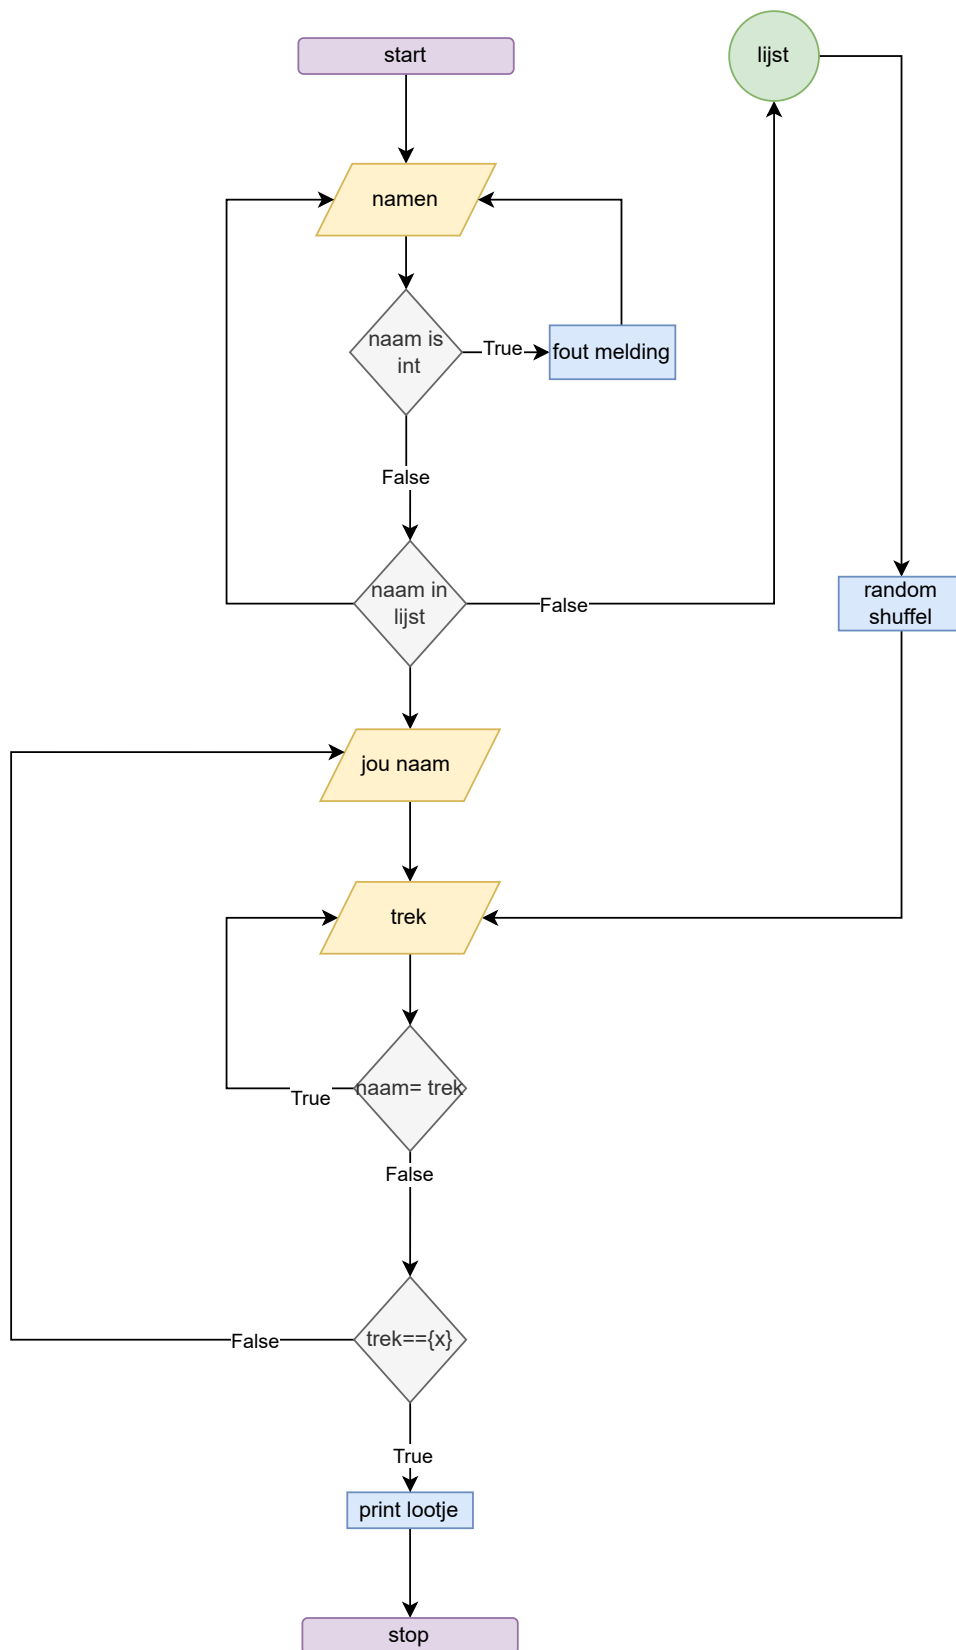 start
lijst
namen
naam is
int
True
fout melding
False
naam in
lijst
False
random
shuffel
jou naam
trek
naam= trek
True
False
trek=={x}
False
True
print lootje
stop